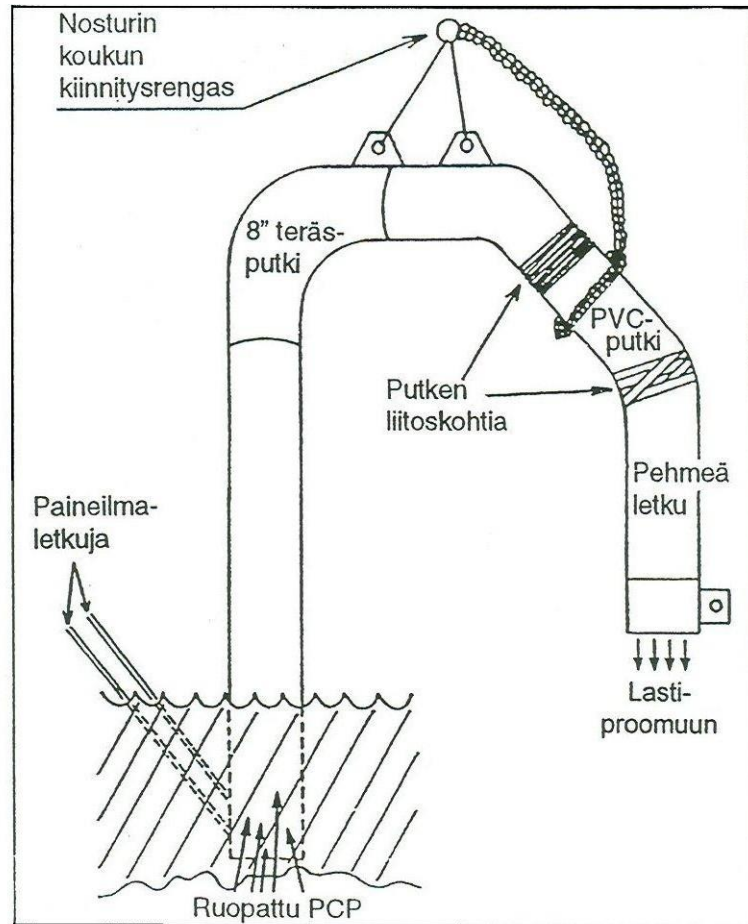 Nosturin
koukun
kiinnitysrengas
8” teräs-
putki
PVC-
putki
Putken
liitoskohtia
Pehmeä
letku
Paineilma-
letkuja
Lasti-
proomuun
Ruopattu PCP